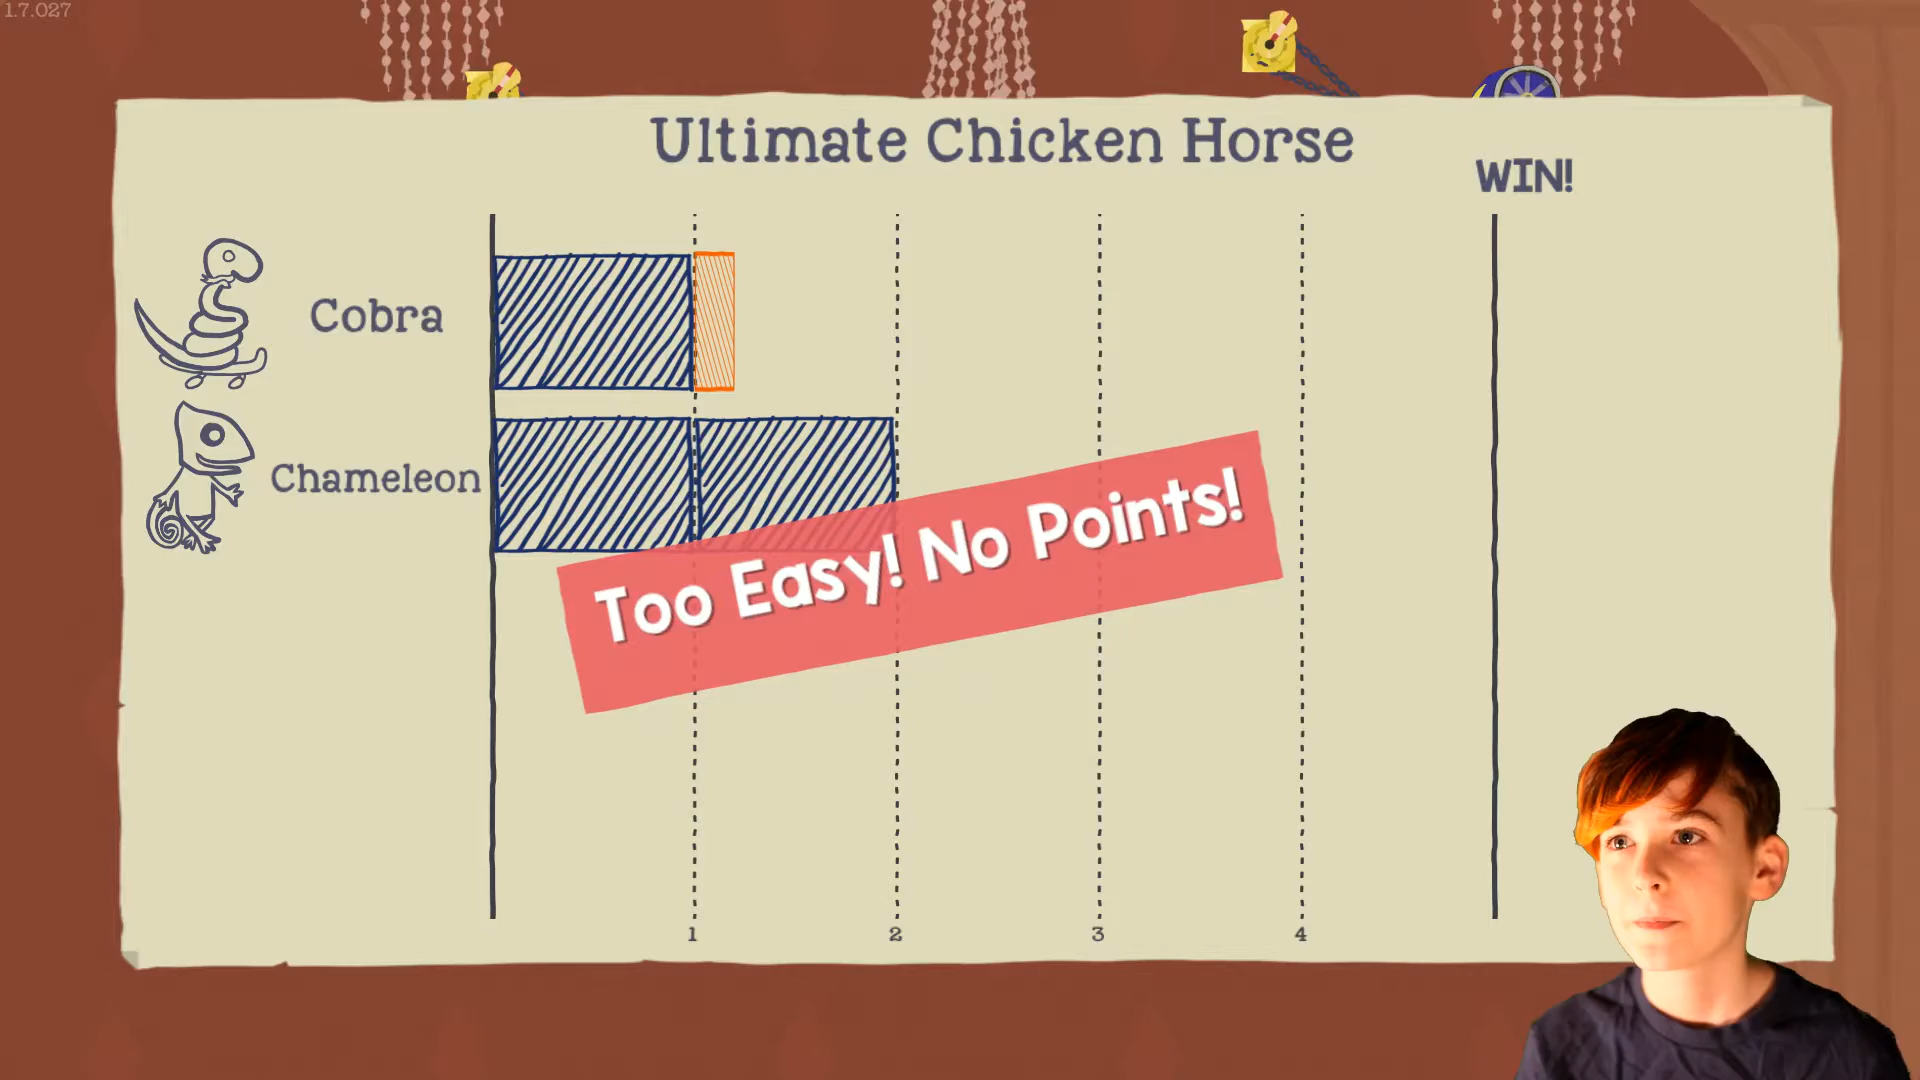 1.7.027
Ultimate Chicken Horse
WIN!
Cobra
Chameleon
Too Easy! No Points!
1 2 3 4